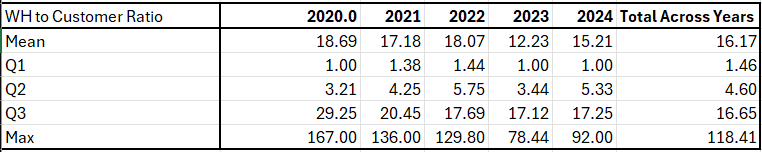 WH to Customer Ratio 2020.0 2021 2022 2023 2024 Total Across Years
Mean 18.69 17.18 18.07 12.23 15.21 16.17
Q1 1.00 1.38 1.44 1.00 1.00 1.46
Q2 3.21 4.25 5.75 3.44 5.33 4.60
Q3 29.25 20.45 17.69 17.12 17.25 16.65
Max 167.00 136.00 129.80 78.44 92.00 118.41